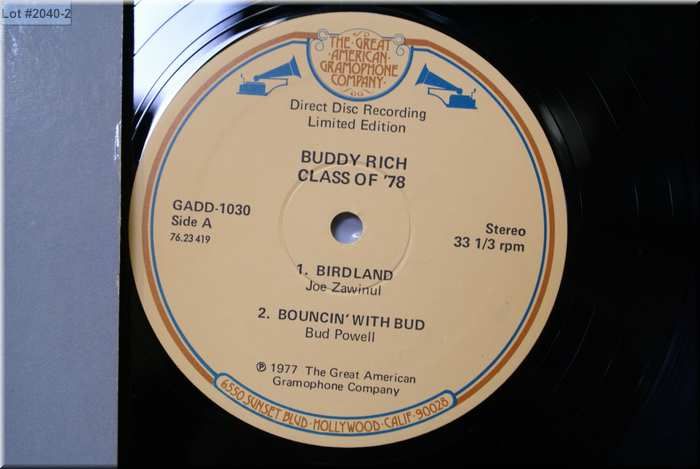 Lot #2040-2
THE GREAT
AMERICAN
GRAMOPHONE
COMPANY
Direct Disc Recording
Limited Edition
BUDDY RICH
CLASS OF '78
GADD-1030
Side A
76.23 419
Stereo
33 1/3 rpm
1. BIRDLAND
Joe Zawinul
2. BOUNCIN' WITH BUD
Bud Powell
℗ 1977 The Great American
Gramophone Company
6550 SUNSET BLVD · HOLLYWOOD · CALIF · 90028